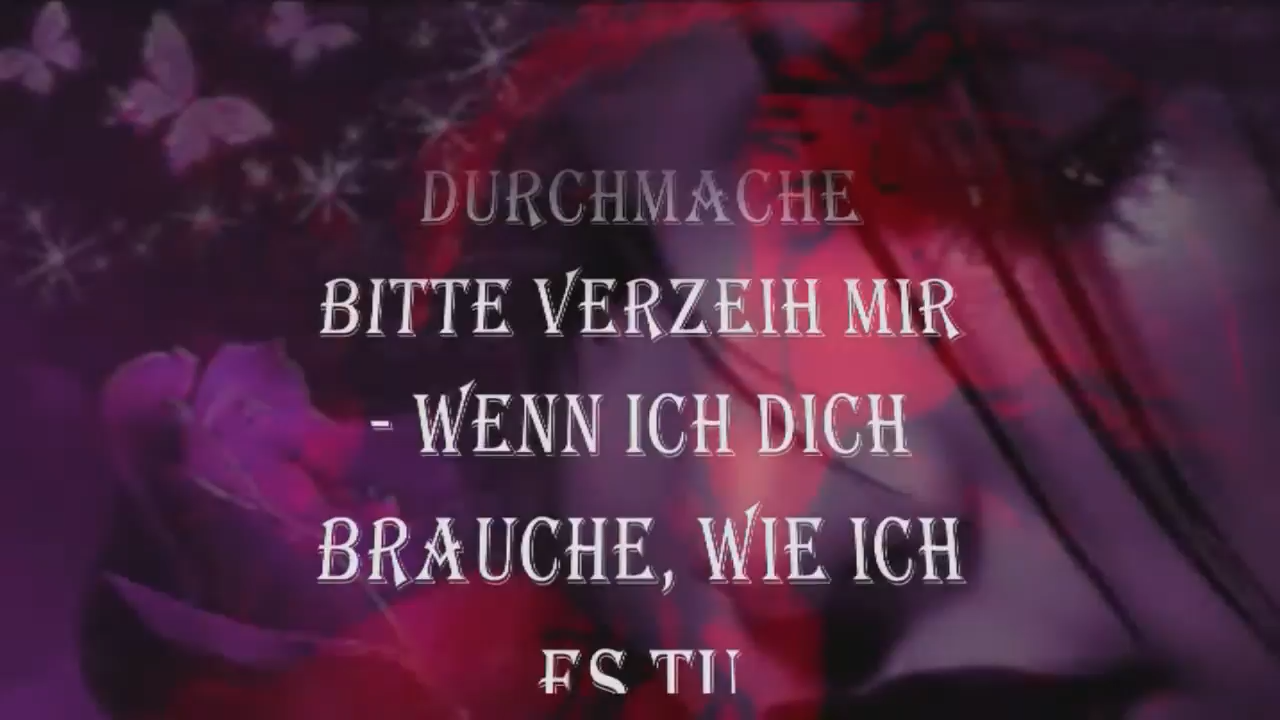 DURCHMACHE
BITTE VERZEIH MIR
- WENN ICH DICH
BRAUCHE, WIE ICH
ES TU